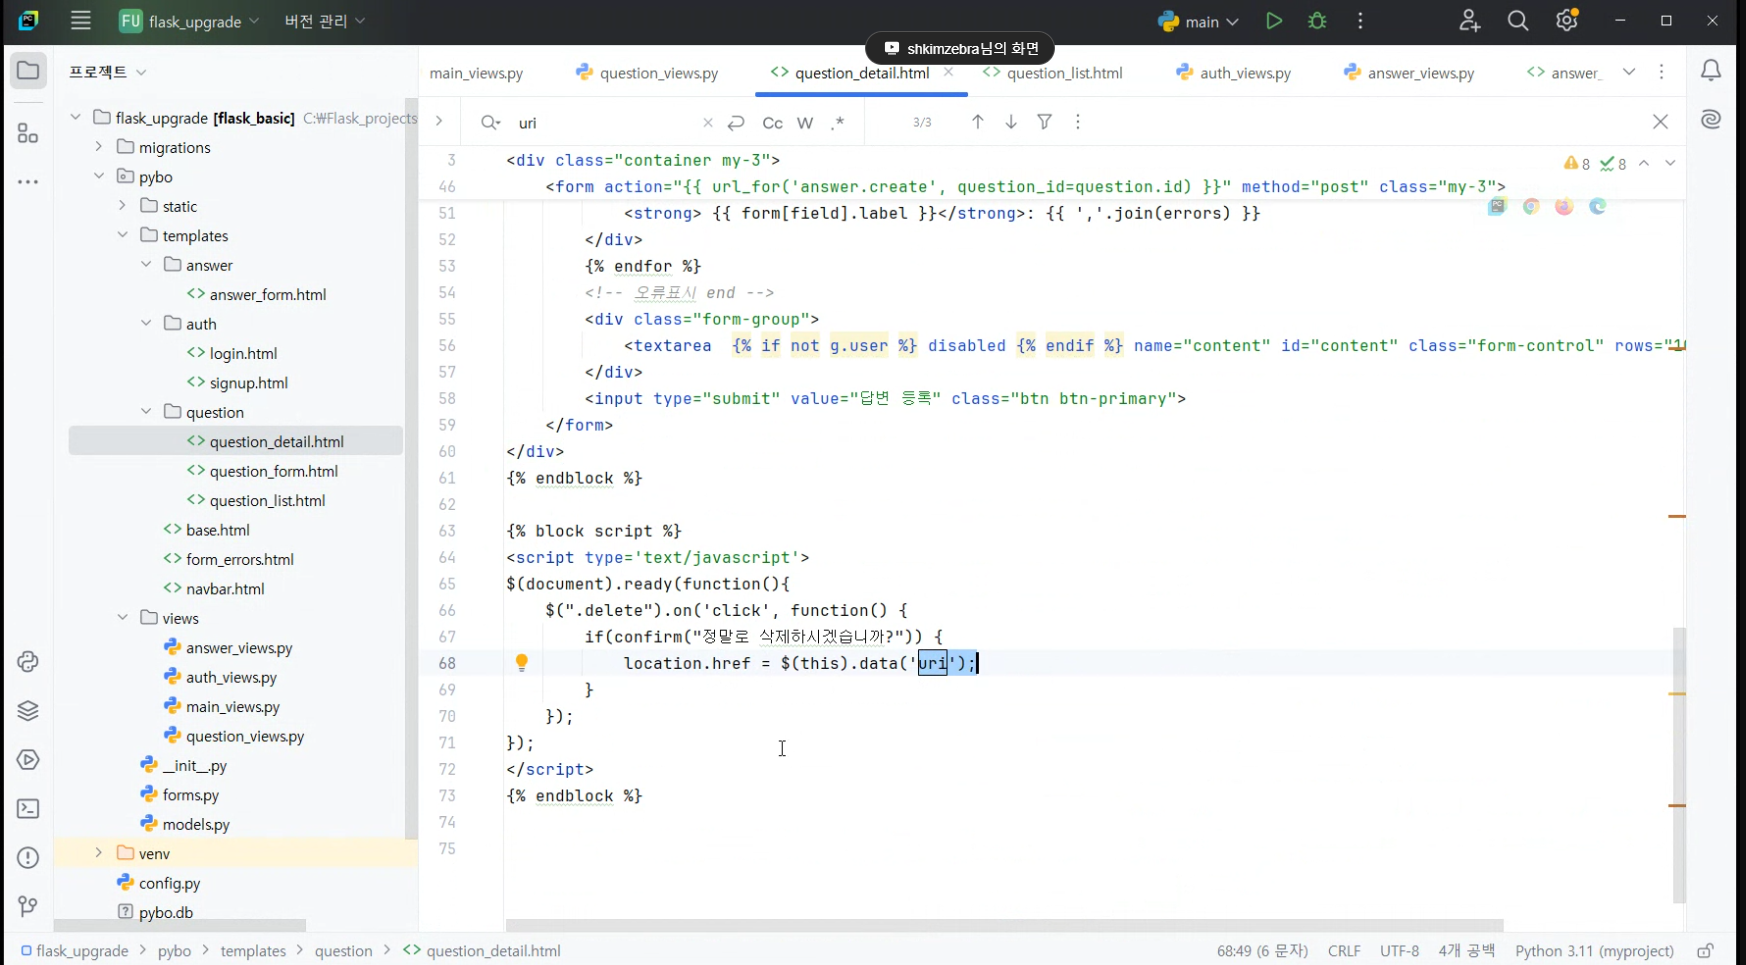 FU flask_upgrade 버전 관리 main
shkimzebra님의 화면
프로젝트
main_views.py question_views.py question_detail.html question_list.html auth_views.py answer_views.py answer_
uri Cc W .* 3/3
flask_upgrade [flask_basic] C:₩Flask_projects
migrations
pybo
static
templates
answer
answer_form.html
auth
login.html
signup.html
question
question_detail.html
question_form.html
question_list.html
base.html
form_errors.html
navbar.html
views
answer_views.py
auth_views.py
main_views.py
question_views.py
__init__.py
forms.py
models.py
venv
config.py
pybo.db
8 8
3 <div class="container my-3">
46 <form action="{{ url_for('answer.create', question_id=question.id) }}" method="post" class="my-3">
51 <strong> {{ form[field].label }}</strong>: {{ ','.join(errors) }}
52 </div>
53 {% endfor %}
54 <!-- 오류표시 end -->
55 <div class="form-group">
56 <textarea {% if not g.user %} disabled {% endif %} name="content" id="content" class="form-control" rows="10
57 </div>
58 <input type="submit" value="답변 등록" class="btn btn-primary">
59 </form>
60 </div>
61 {% endblock %}
62
63 {% block script %}
64 <script type='text/javascript'>
65 $(document).ready(function(){
66 $(".delete").on('click', function() {
67 if(confirm("정말로 삭제하시겠습니까?")) {
68 location.href = $(this).data('uri');
69 }
70 });
71 });
72 </script>
73 {% endblock %}
74
75
flask_upgrade > pybo > templates > question > question_detail.html
68:49 (6 문자) CRLF UTF-8 4개 공백 Python 3.11 (myproject)